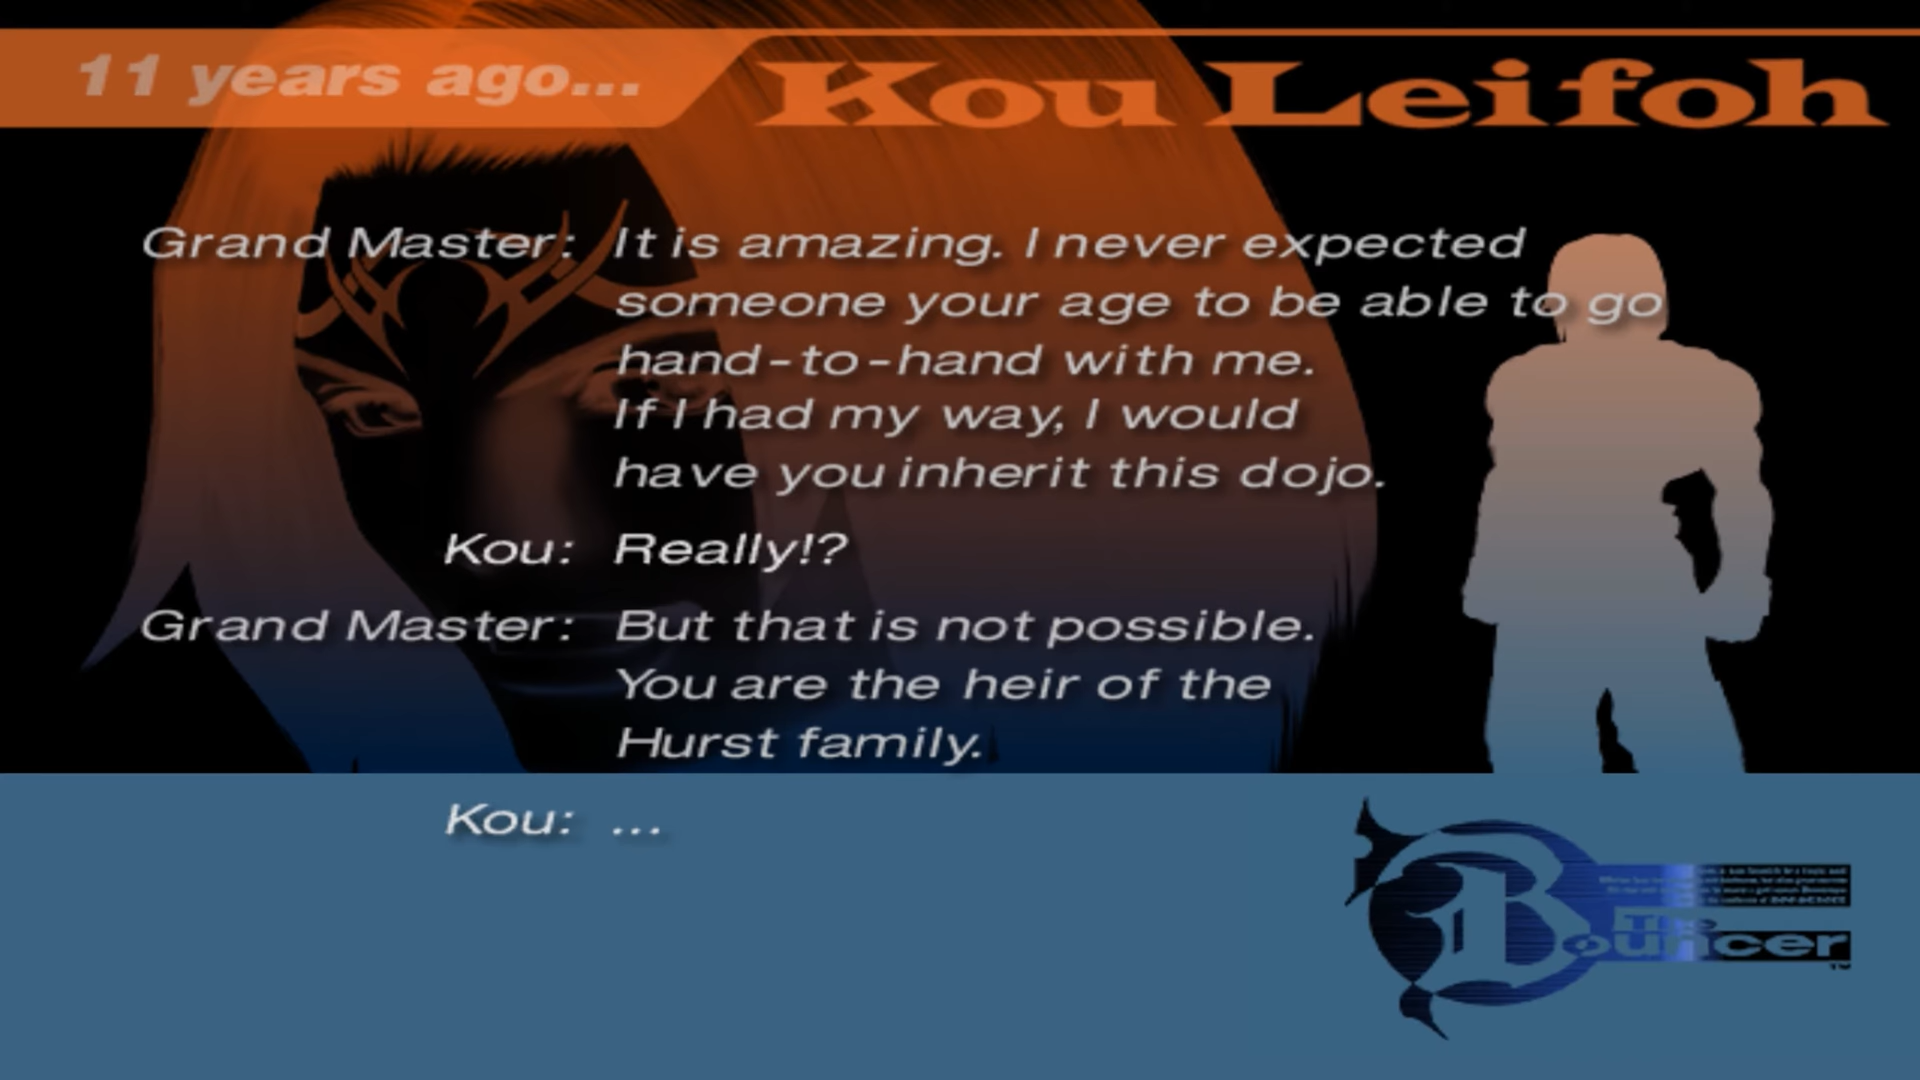 11 years ago...
Kou Leifoh
Grand Master: It is amazing. I never expected
someone your age to be able to go
hand-to-hand with me.
If I had my way, I would
have you inherit this dojo.
Kou: Really!?
Grand Master: But that is not possible.
You are the heir of the
Hurst family.
Kou: ...
The
Bouncer
TM